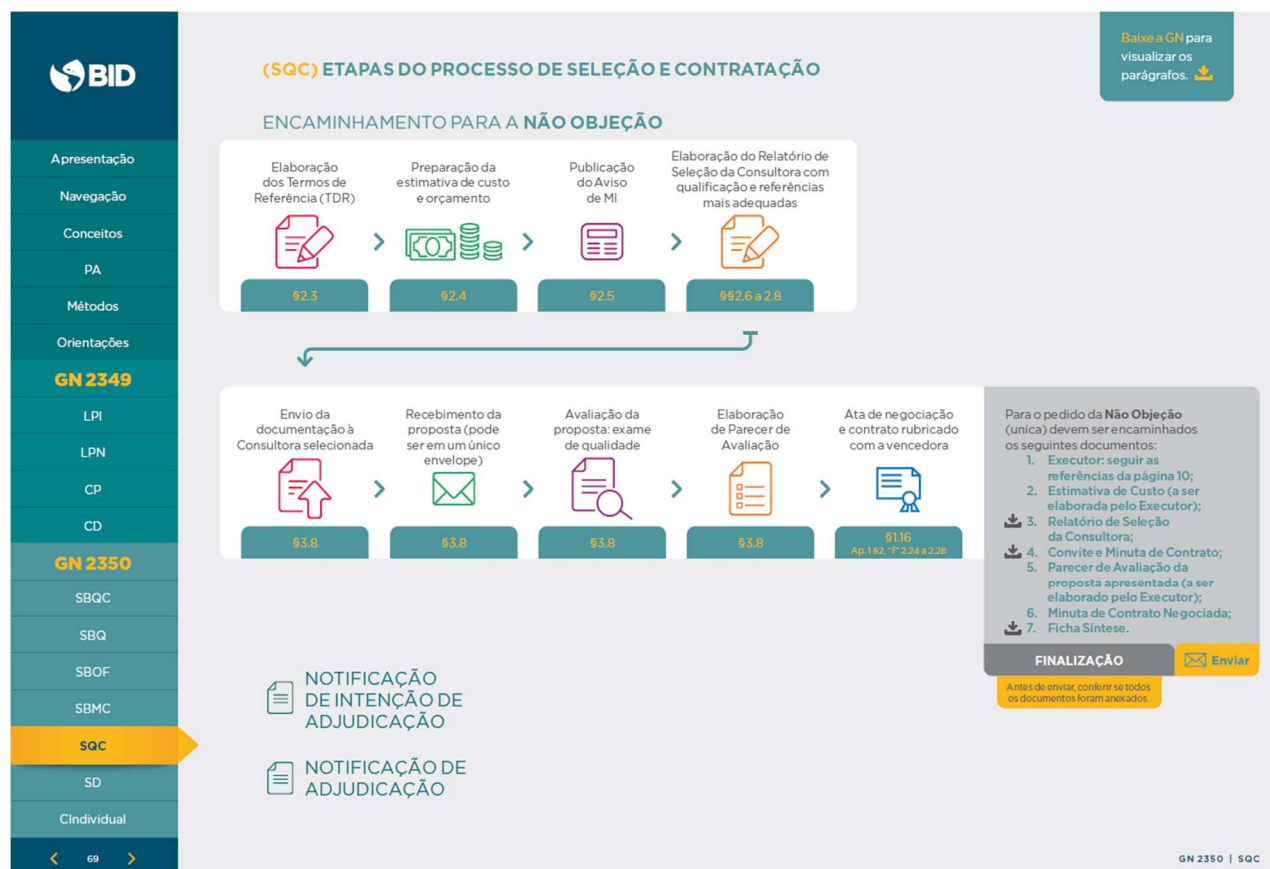 BID
Apresentação
Navegação
Conceitos
PA
Métodos
Orientações
GN 2349
LPI
LPN
CP
CD
GN 2350
SBQC
SBQ
SBOF
SBMC
SQC
SD
CIndividual
69
Baixe a GN para
visualizar os
parágrafos.
(SQC) ETAPAS DO PROCESSO DE SELEÇÃO E CONTRATAÇÃO
ENCAMINHAMENTO PARA A NÃO OBJEÇÃO
Elaboração
dos Termos de
Referência (TDR)
§2.3
Preparação da
estimativa de custo
e orçamento
§2.4
Publicação
do Aviso
de MI
§2.5
Elaboração do Relatório de
Seleção da Consultora com
qualificação e referências
mais adequadas
§§2.6 a 2.8
Envio da
documentação à
Consultora selecionada
§3.8
Recebimento da
proposta (pode
ser em um único
envelope)
§3.8
Avaliação da
proposta: exame
de qualidade
§3.8
Elaboração
de Parecer de
Avaliação
§3.8
Ata de negociação
e contrato rubricado
com a vencedora
§1.16
Ap. 1 §2, "f" 2.24 a 2.28
Para o pedido da Não Objeção
(unica) devem ser encaminhados
os seguintes documentos:
1. Executor: seguir as
referências da página 10;
2. Estimativa de Custo (a ser
elaborada pelo Executor);
3. Relatório de Seleção
da Consultora;
4. Convite e Minuta de Contrato;
5. Parecer de Avaliação da
proposta apresentada (a ser
elaborado pelo Executor);
6. Minuta de Contrato Negociada;
7. Ficha Síntese.
FINALIZAÇÃO
Enviar
Antes de enviar, conferir se todos
os documentos foram anexados.
NOTIFICAÇÃO
DE INTENÇÃO DE
ADJUDICAÇÃO
NOTIFICAÇÃO DE
ADJUDICAÇÃO
GN 2350 | SQC